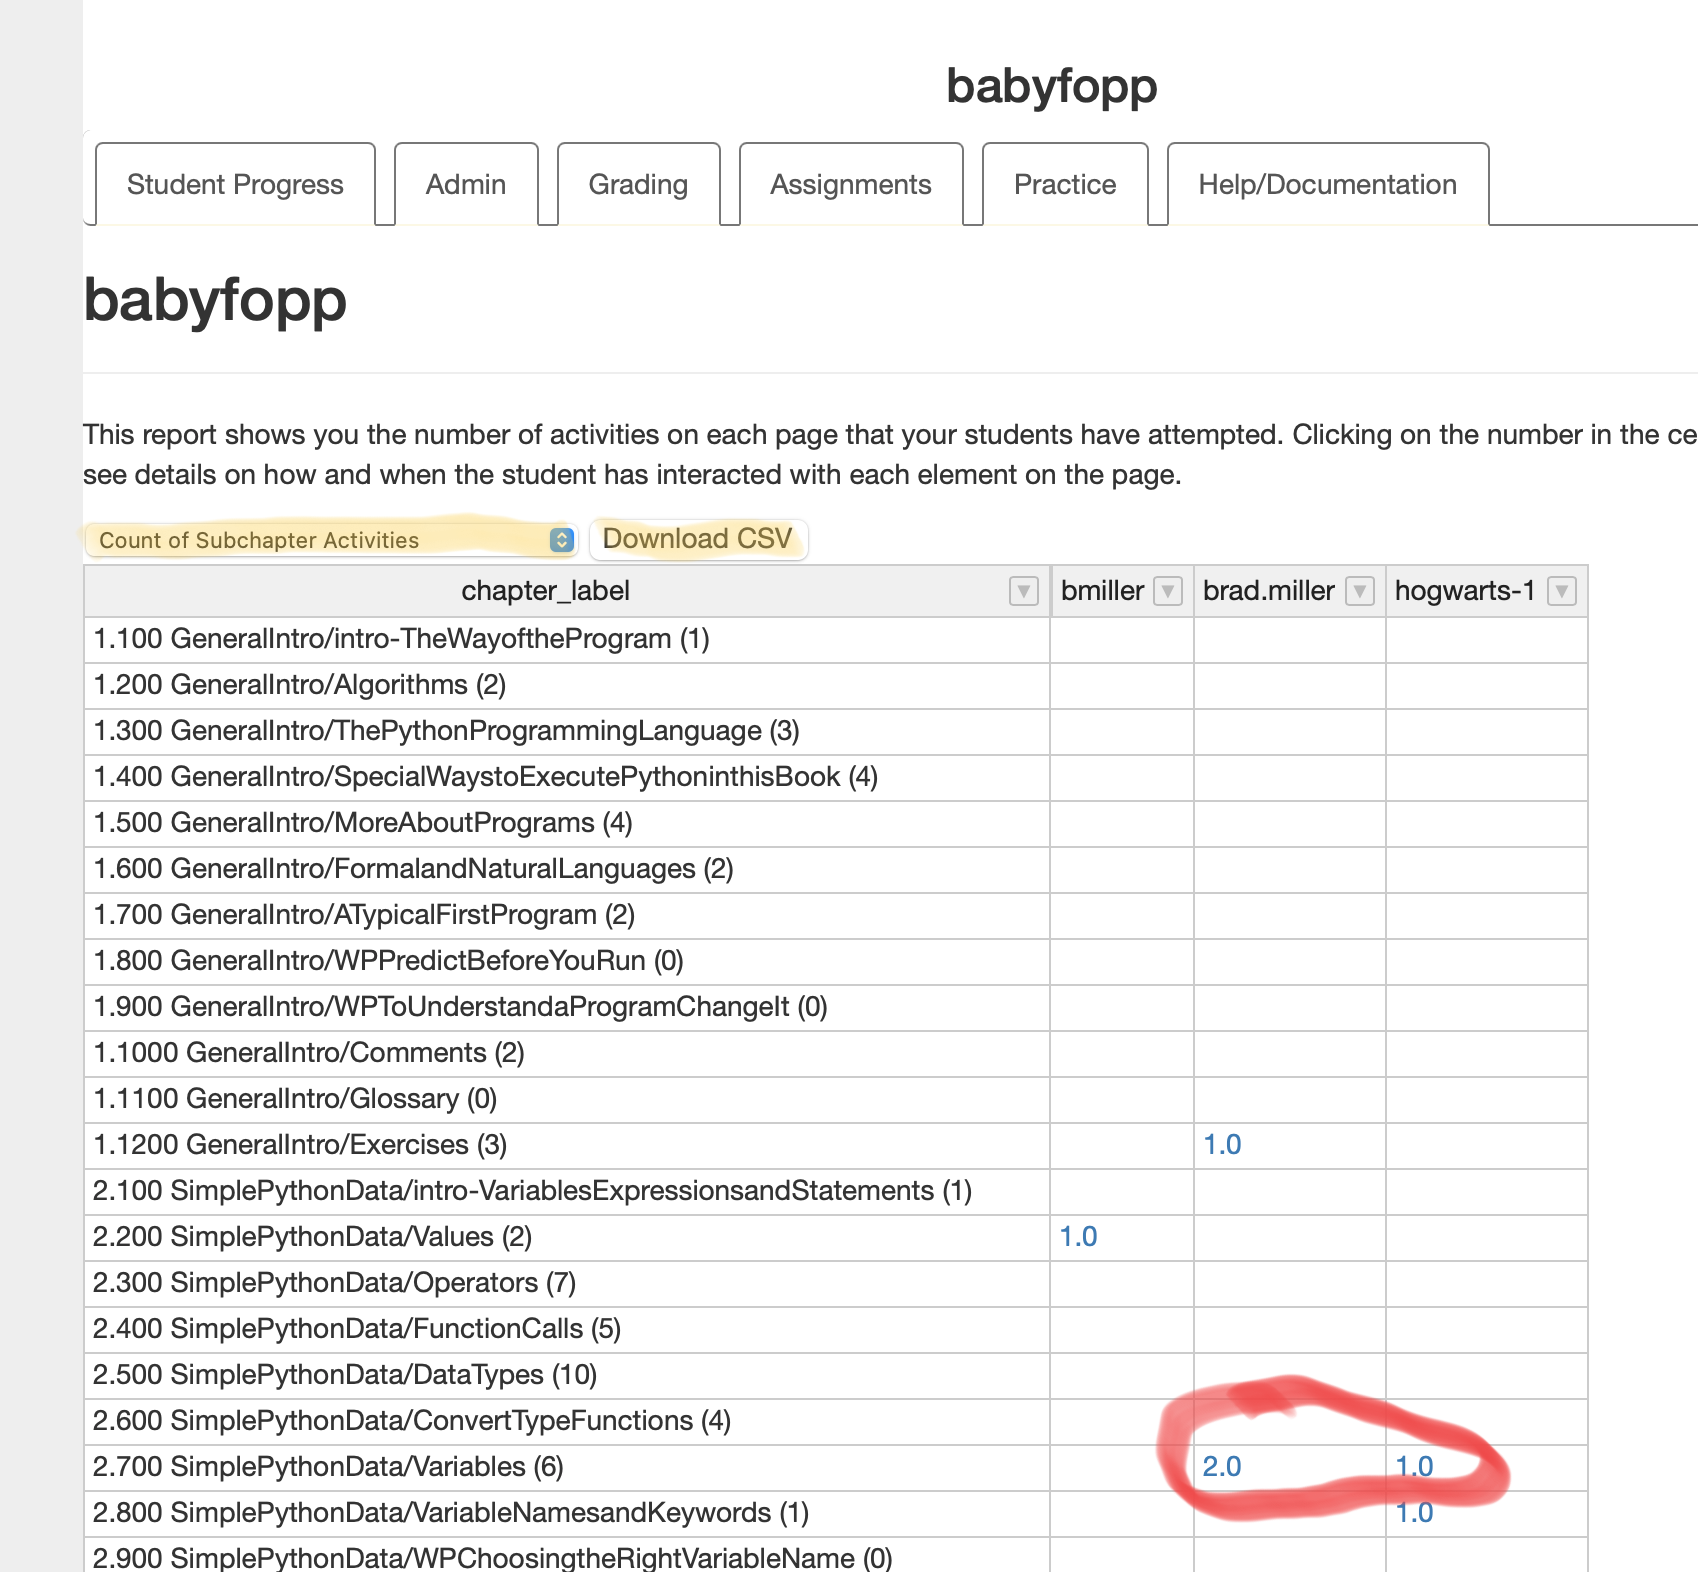 babyfopp
Student Progress Admin Grading Assignments Practice Help/Documentation
babyfopp
This report shows you the number of activities on each page that your students have attempted. Clicking on the number in the ce
see details on how and when the student has interacted with each element on the page.
Count of Subchapter Activities Download CSV
chapter_label bmiller brad.miller hogwarts-1
1.100 GeneralIntro/intro-TheWayoftheProgram (1)
1.200 GeneralIntro/Algorithms (2)
1.300 GeneralIntro/ThePythonProgrammingLanguage (3)
1.400 GeneralIntro/SpecialWaystoExecutePythoninthisBook (4)
1.500 GeneralIntro/MoreAboutPrograms (4)
1.600 GeneralIntro/FormalandNaturalLanguages (2)
1.700 GeneralIntro/ATypicalFirstProgram (2)
1.800 GeneralIntro/WPPredictBeforeYouRun (0)
1.900 GeneralIntro/WPToUnderstandaProgramChangeIt (0)
1.1000 GeneralIntro/Comments (2)
1.1100 GeneralIntro/Glossary (0)
1.1200 GeneralIntro/Exercises (3) 1.0
2.100 SimplePythonData/intro-VariablesExpressionsandStatements (1)
2.200 SimplePythonData/Values (2) 1.0
2.300 SimplePythonData/Operators (7)
2.400 SimplePythonData/FunctionCalls (5)
2.500 SimplePythonData/DataTypes (10)
2.600 SimplePythonData/ConvertTypeFunctions (4)
2.700 SimplePythonData/Variables (6) 2.0 1.0
2.800 SimplePythonData/VariableNamesandKeywords (1) 1.0
2.900 SimplePythonData/WPChoosingtheRightVariableName (0)